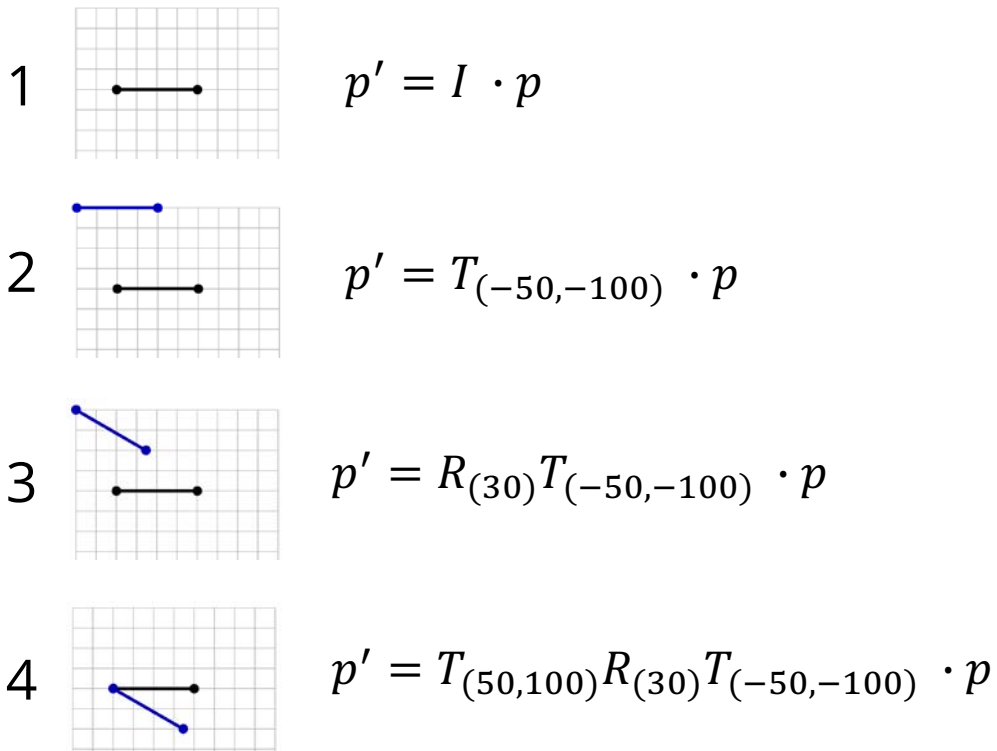 1 p′ = I · p
2 p′ = T₍₋₅₀,₋₁₀₀₎ · p
3 p′ = R₍₃₀₎T₍₋₅₀,₋₁₀₀₎ · p
4 p′ = T₍₅₀,₁₀₀₎R₍₃₀₎T₍₋₅₀,₋₁₀₀₎ · p